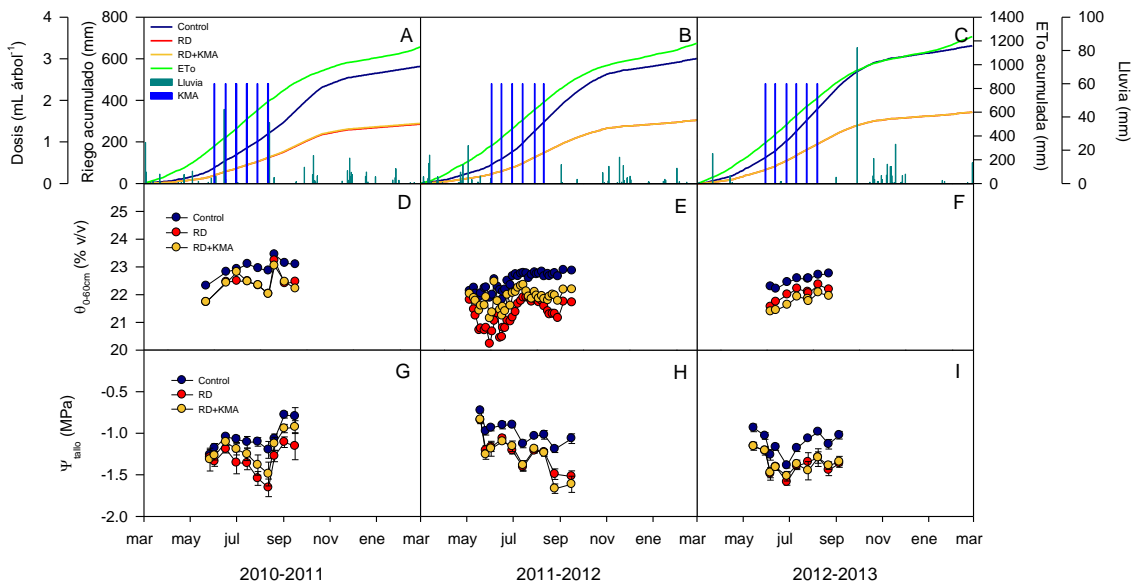 Dosis (mL árbol⁻¹)
4
3
2
1
0
Riego acumulado (mm)
800
600
400
200
0
A
Control
RD
RD+KMA
ETo
Lluvia
KMA
B
C
1400
1200
1000
800
600
400
200
0
ETo acumulada (mm)
100
80
60
40
20
0
Lluvia (mm)
θ0-60cm (% v/v)
25
24
23
22
21
20
D
Control
RD
RD+KMA
E
F
Ψtallo (MPa)
-0.5
-1.0
-1.5
-2.0
G
Control
RD
RD+KMA
H
I
mar may jul sep nov ene mar may jul sep nov ene mar may jul sep nov ene mar
2010-2011 2011-2012 2012-2013